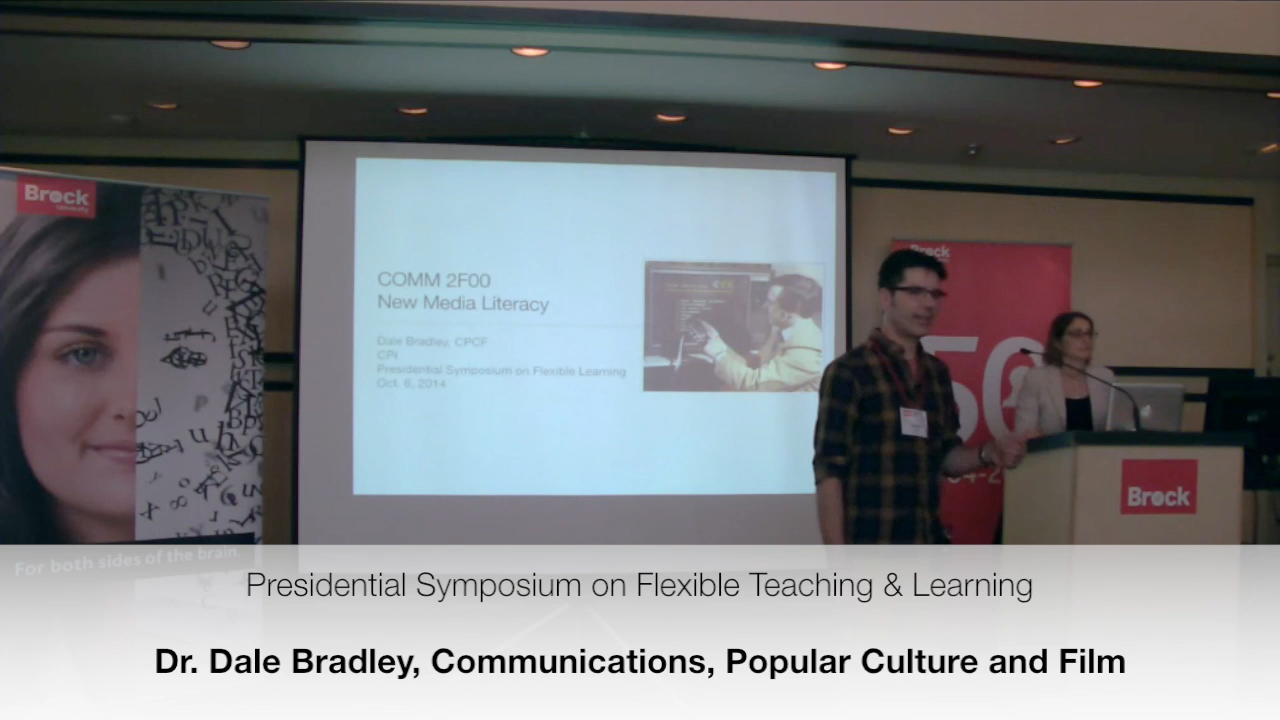 Brock
University
COMM 2F00
New Media Literacy
Dale Bradley, CPCF
CPI
Presidential Symposium on Flexible Learning
Oct. 6, 2014
Brock
50
Brock
For both sides of the brain.
Presidential Symposium on Flexible Teaching & Learning
Dr. Dale Bradley, Communications, Popular Culture and Film